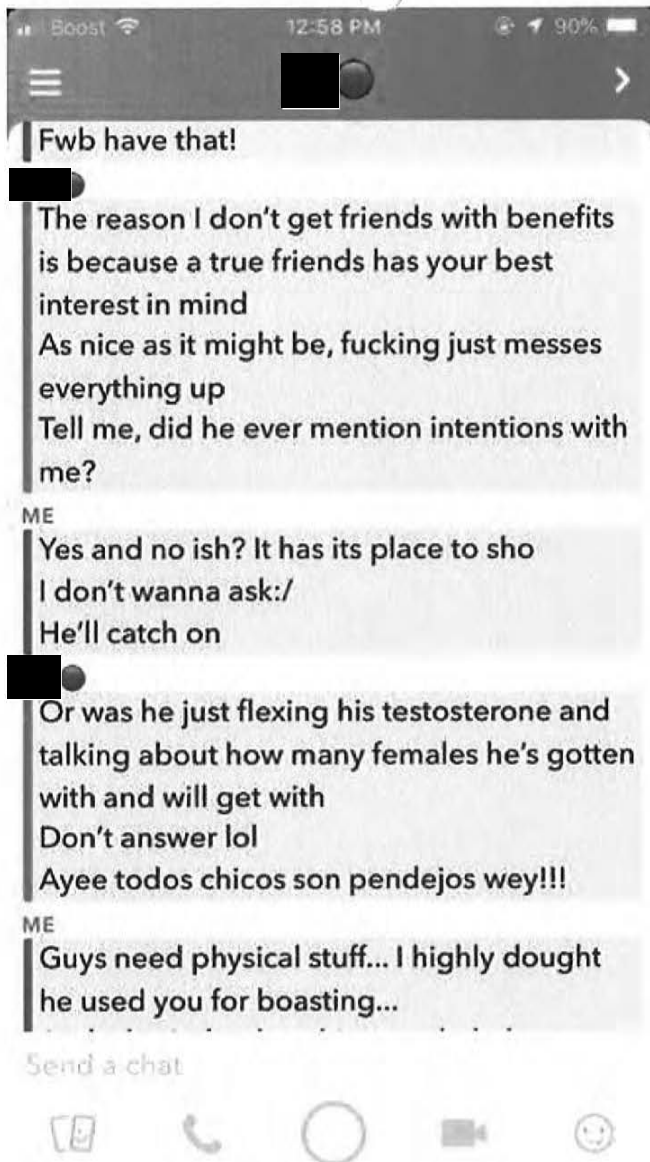 Boost 12:58 PM 90%
Fwb have that!
The reason I don't get friends with benefits
is because a true friends has your best
interest in mind
As nice as it might be, fucking just messes
everything up
Tell me, did he ever mention intentions with
me?
ME
Yes and no ish? It has its place to sho
I don't wanna ask:/
He'll catch on
Or was he just flexing his testosterone and
talking about how many females he's gotten
with and will get with
Don't answer lol
Ayee todos chicos son pendejos wey!!!
ME
Guys need physical stuff... I highly dought
he used you for boasting...
Send a chat